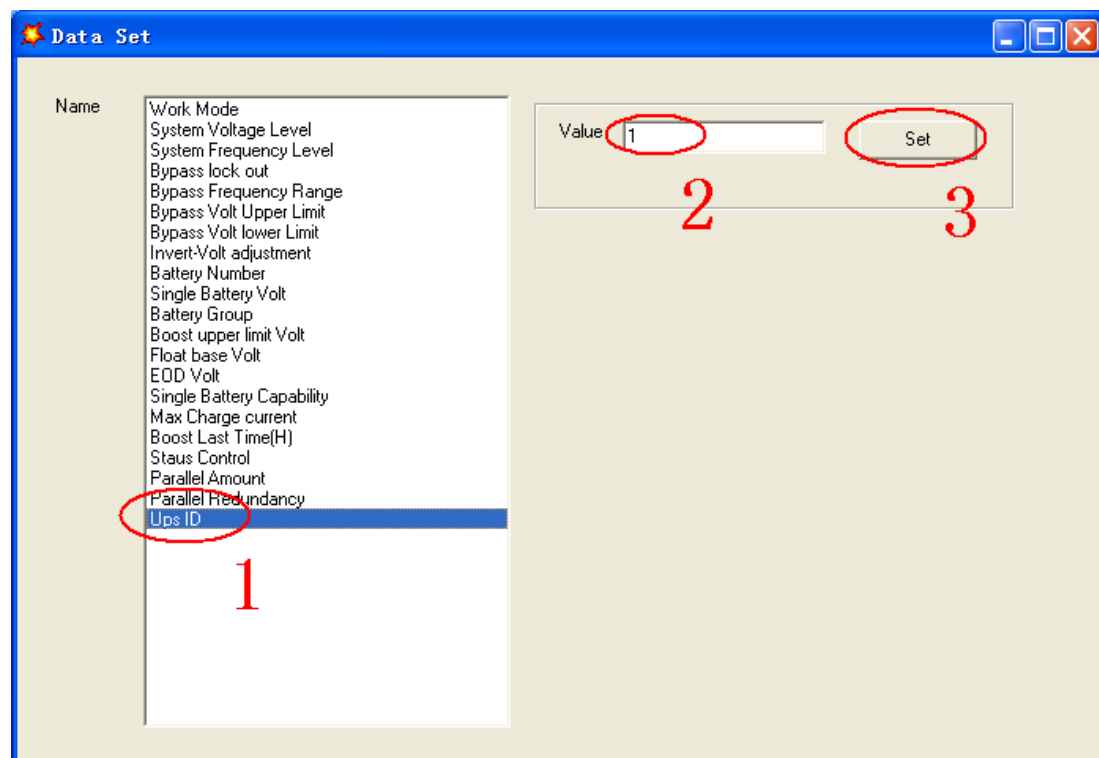 Data Set
Name
Work Mode
System Voltage Level
System Frequency Level
Bypass lock out
Bypass Frequency Range
Bypass Volt Upper Limit
Bypass Volt lower Limit
Invert-Volt adjustment
Battery Number
Single Battery Volt
Battery Group
Boost upper limit Volt
Float base Volt
EOD Volt
Single Battery Capability
Max Charge current
Boost Last Time(H)
Staus Control
Parallel Amount
Parallel Redundancy
Ups ID
1
Value 1
Set
2
3